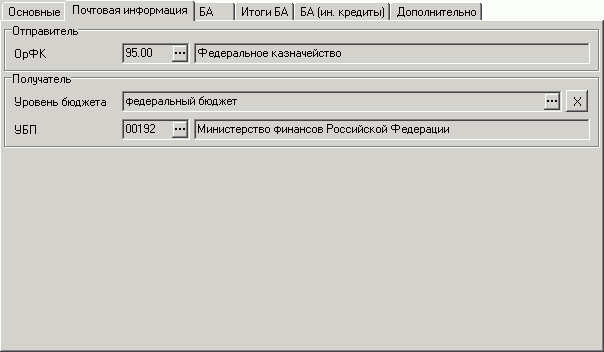 Основные Почтовая информация БА Итоги БА БА (ин. кредиты) Дополнительно
Отправитель
ОрФК 95.00 ... Федеральное казначейство
Получатель
Уровень бюджета федеральный бюджет ... X
УБП 00192 ... Министерство финансов Российской Федерации